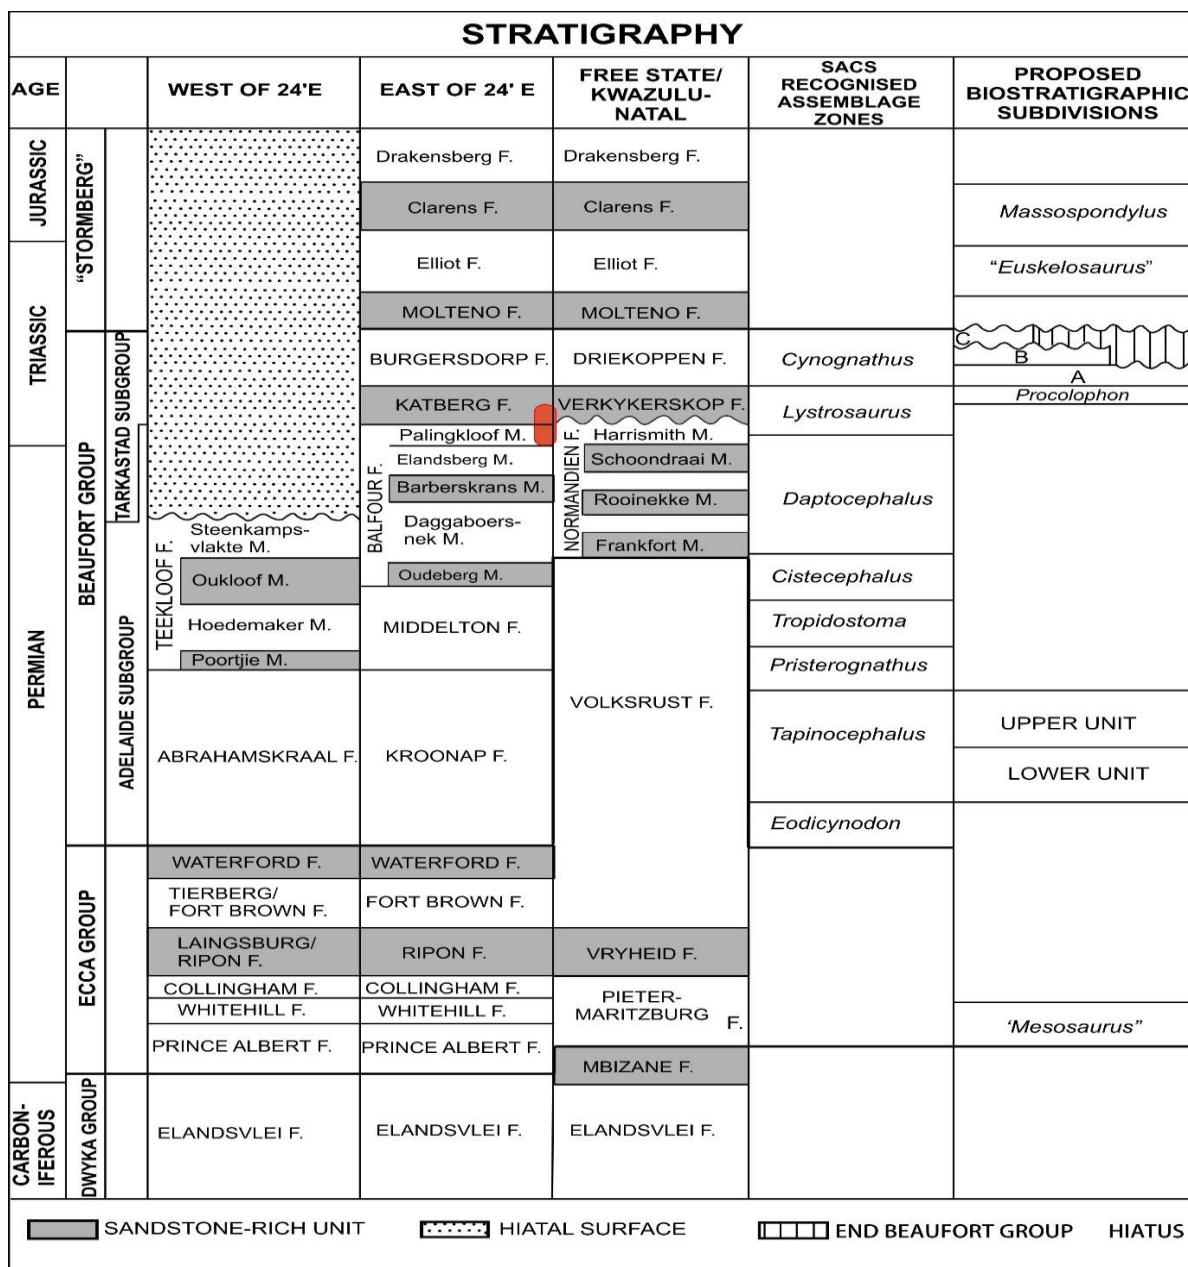 STRATIGRAPHY
AGE
WEST OF 24'E
EAST OF 24' E
FREE STATE/
KWAZULU-
NATAL
SACS
RECOGNISED
ASSEMBLAGE
ZONES
PROPOSED
BIOSTRATIGRAPHIC
SUBDIVISIONS
JURASSIC
TRIASSIC
PERMIAN
CARBON-
IFEROUS
"STORMBERG"
BEAUFORT GROUP
ECCA GROUP
DWYKA GROUP
TARKASTAD SUBGROUP
ADELAIDE SUBGROUP
TEEKLOOF F.
Steenkamps-
vlakte M.
Oukloof M.
Hoedemaker M.
Poortjie M.
ABRAHAMSKRAAL F.
WATERFORD F.
TIERBERG/
FORT BROWN F.
LAINGSBURG/
RIPON F.
COLLINGHAM F.
WHITEHILL F.
PRINCE ALBERT F.
ELANDSVLEI F.
Drakensberg F.
Clarens F.
Elliot F.
MOLTENO F.
BURGERSDORP F.
KATBERG F.
BALFOUR F.
Palingkloof M.
Elandsberg M.
Barberskrans M.
Daggaboers-
nek M.
Oudeberg M.
MIDDELTON F.
KROONAP F.
WATERFORD F.
FORT BROWN F.
RIPON F.
COLLINGHAM F.
WHITEHILL F.
PRINCE ALBERT F.
ELANDSVLEI F.
Drakensberg F.
Clarens F.
Elliot F.
MOLTENO F.
DRIEKOPPEN F.
VERKYKERSKOP F.
NORMANDIEN F.
Harrismith M.
Schoondraai M.
Rooinekke M.
Frankfort M.
VOLKSRUST F.
VRYHEID F.
PIETER-
MARITZBURG F.
MBIZANE F.
ELANDSVLEI F.
Cynognathus
Lystrosaurus
Daptocephalus
Cistecephalus
Tropidostoma
Pristerognathus
Tapinocephalus
Eodicynodon
Massospondylus
"Euskelosaurus"
C
B
A
Procolophon
UPPER UNIT
LOWER UNIT
'Mesosaurus"
SANDSTONE-RICH UNIT
HIATAL SURFACE
END BEAUFORT GROUP HIATUS